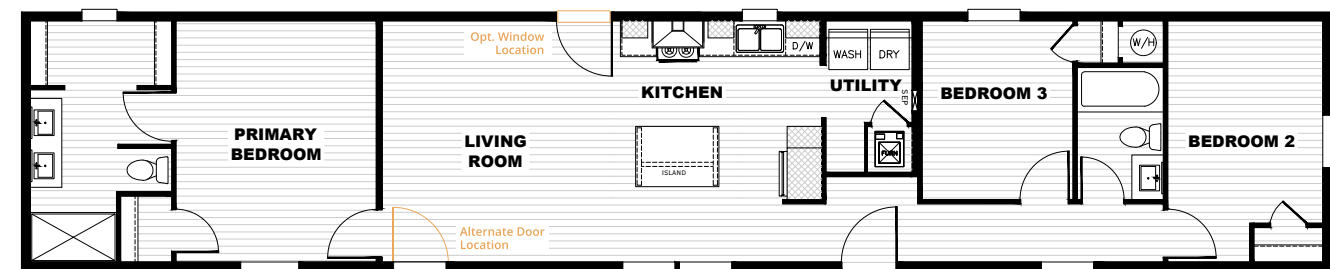 Opt. Window
Location
D/W
WASH
DRY
W/H
UTILITY
KITCHEN
SEP
BEDROOM 3
PRIMARY
BEDROOM
LIVING
ROOM
BEDROOM 2
FURN
ISLAND
Alternate Door
Location